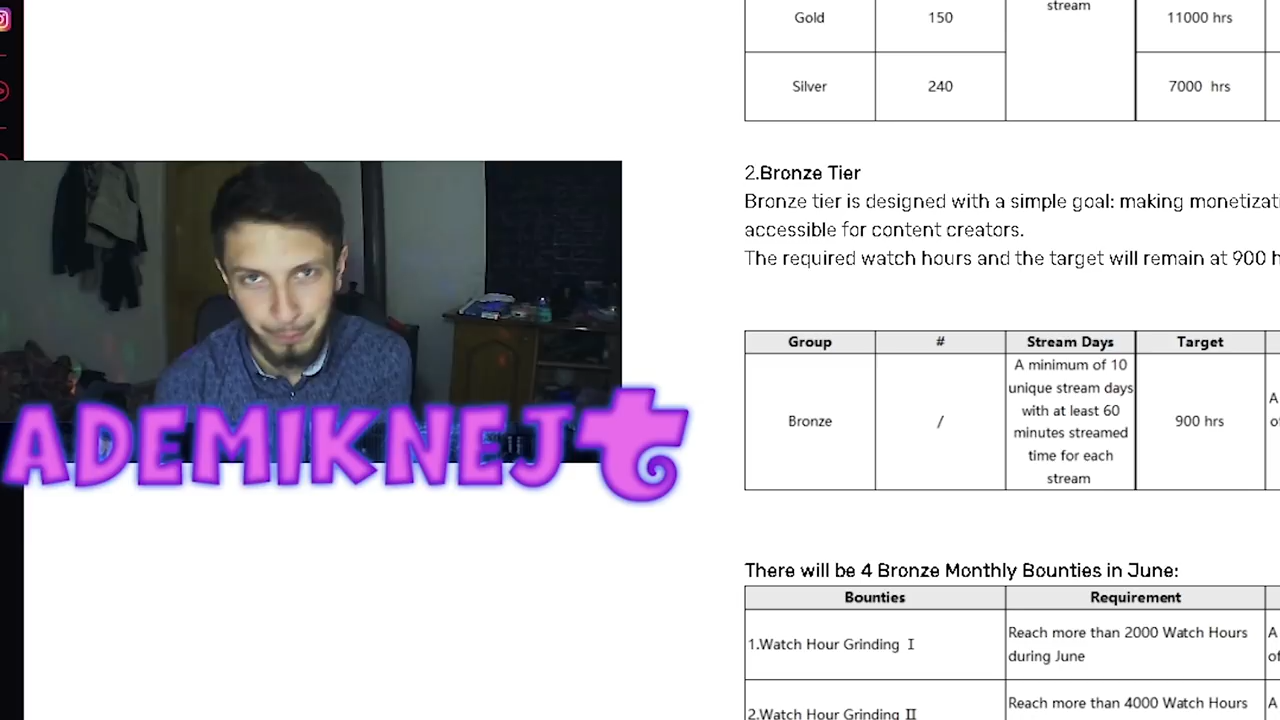 Gold 150 stream 11000 hrs
Silver 240 7000 hrs
2.Bronze Tier
Bronze tier is designed with a simple goal: making
accessible for content creators.
The required watch hours and the target will remain at 900
Group # Stream Days Target
Bronze / A minimum of 10 unique stream days with at least 60 minutes streamed time for each stream 900 hrs A
ADEMIKNEJT
There will be 4 Bronze Monthly Bounties in June:
Bounties Requirement
1.Watch Hour Grinding Ⅰ Reach more than 2000 Watch Hours A
during June
2.Watch Hour Grinding Ⅱ Reach more than 4000 Watch Hours A